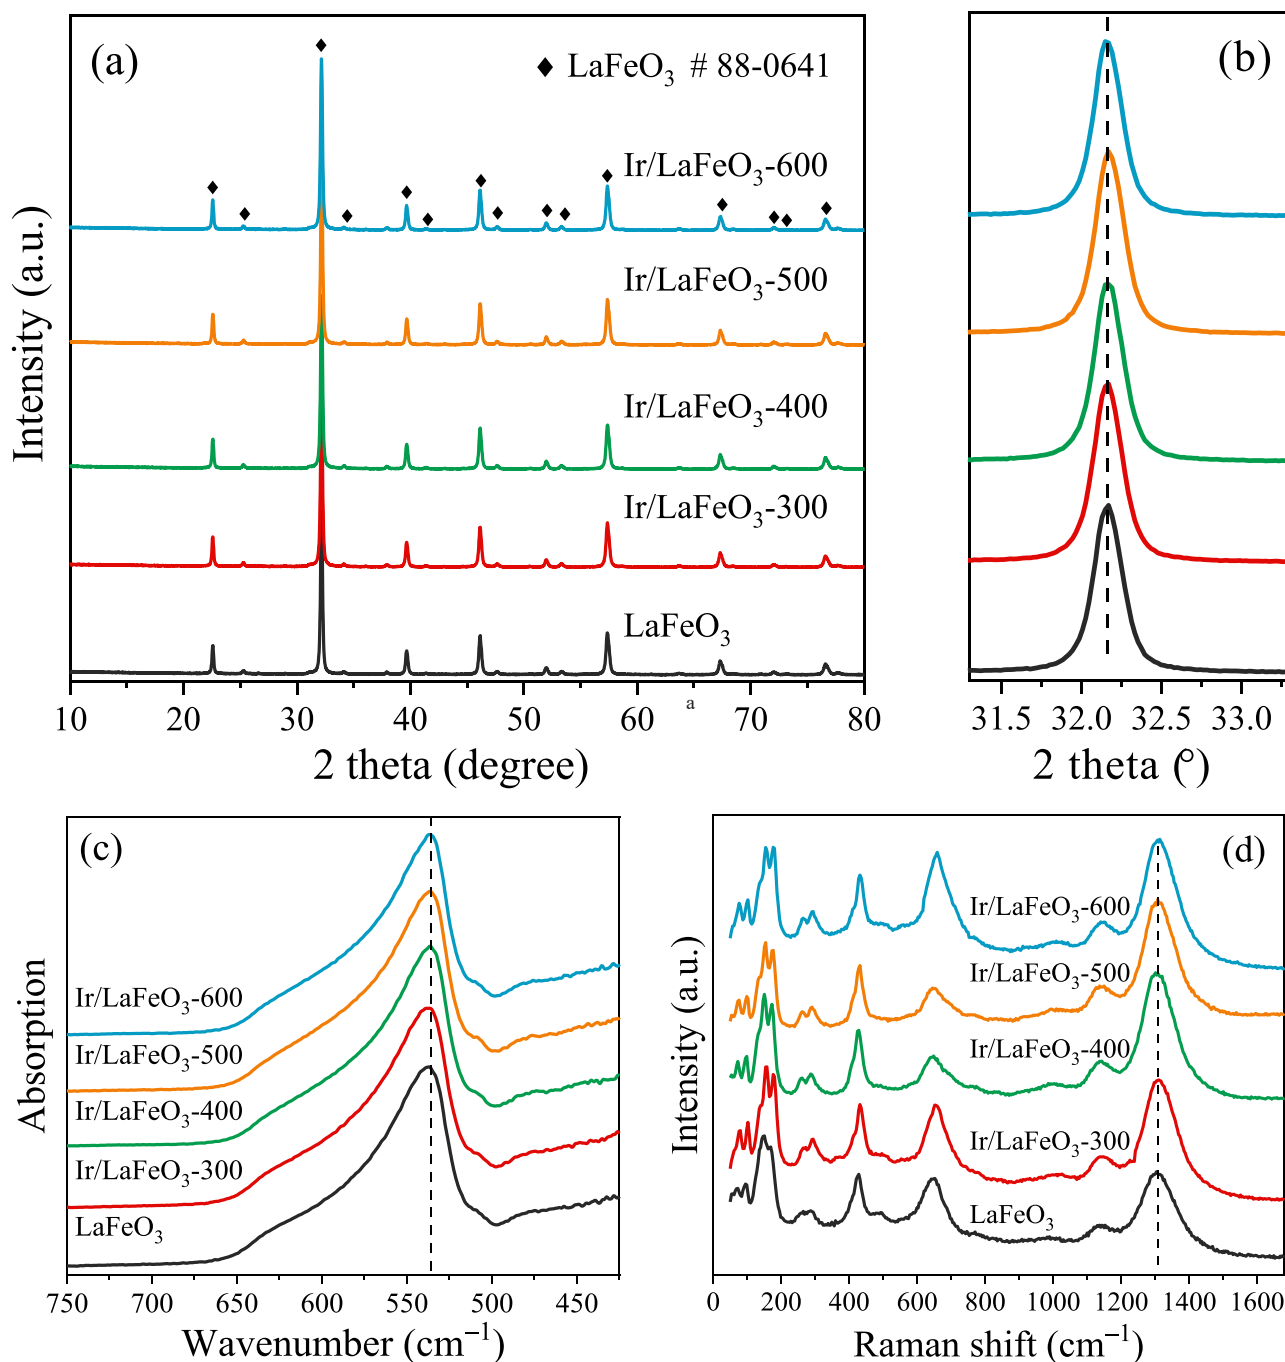 (a)
♦ LaFeO₃ # 88-0641
Ir/LaFeO₃-600
Ir/LaFeO₃-500
Ir/LaFeO₃-400
Ir/LaFeO₃-300
LaFeO₃
Intensity (a.u.)
10 20 30 40 50 60 70 80
a
2 theta (degree)
(b)
31.5 32.0 32.5 33.0
2 theta (°)
(c)
Ir/LaFeO₃-600
Ir/LaFeO₃-500
Ir/LaFeO₃-400
Ir/LaFeO₃-300
LaFeO₃
Absorption
750 700 650 600 550 500 450
Wavenumber (cm⁻¹)
(d)
Ir/LaFeO₃-600
Ir/LaFeO₃-500
Ir/LaFeO₃-400
Ir/LaFeO₃-300
LaFeO₃
Intensity (a.u.)
0 200 400 600 800 1000 1200 1400 1600
Raman shift (cm⁻¹)